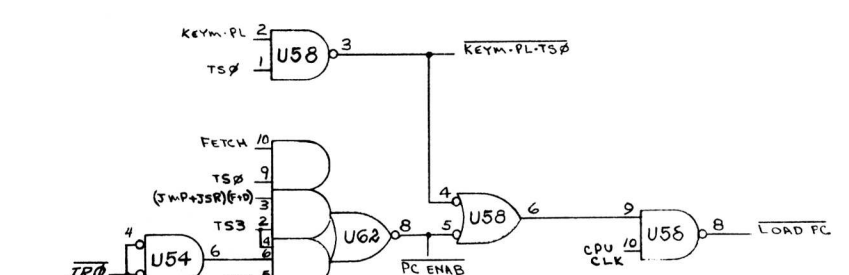 KEYM·PL 2
U58
3
KEYM·PL·TSØ
TSØ 1
FETCH 10
TSØ 9
(JMP+JSR)(F+D)
3
TS3 2
4
U62
8
4
5
U58
6
9
U58
8
LOAD PC
CPU CLK 10
PC ENAB
TPØ
4
U54
6
6
5